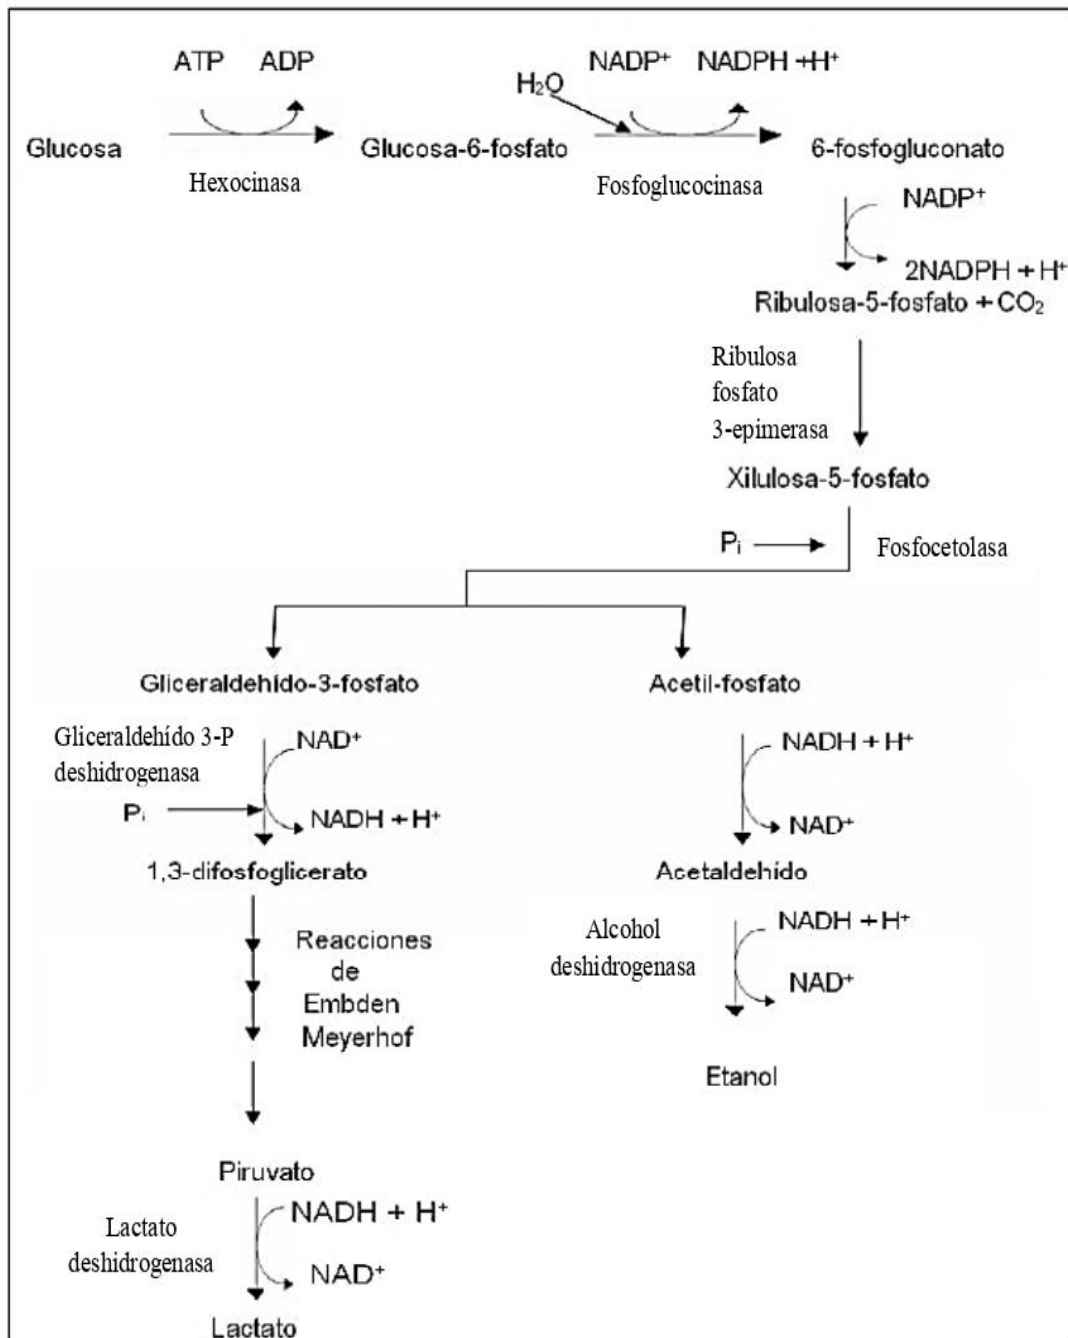 ATP ADP
NADP⁺ NADPH + H⁺
H₂O
Glucosa
Glucosa-6-fosfato
6-fosfogluconato
Hexocinasa
Fosfoglucocinasa
NADP⁺
2NADPH + H⁺
Ribulosa-5-fosfato + CO₂
Ribulosa
fosfato
3-epimerasa
Xilulosa-5-fosfato
Pᵢ
Fosfocetolasa
Gliceraldehído-3-fosfato
Acetil-fosfato
Gliceraldehído 3-P
deshidrogenasa
NAD⁺
Pᵢ
NADH + H⁺
NADH + H⁺
NAD⁺
1,3-difosfoglicerato
Acetaldehído
Reacciones
de
Embden
Meyerhof
Alcohol
deshidrogenasa
NADH + H⁺
NAD⁺
Etanol
Piruvato
Lactato
deshidrogenasa
NADH + H⁺
NAD⁺
Lactato